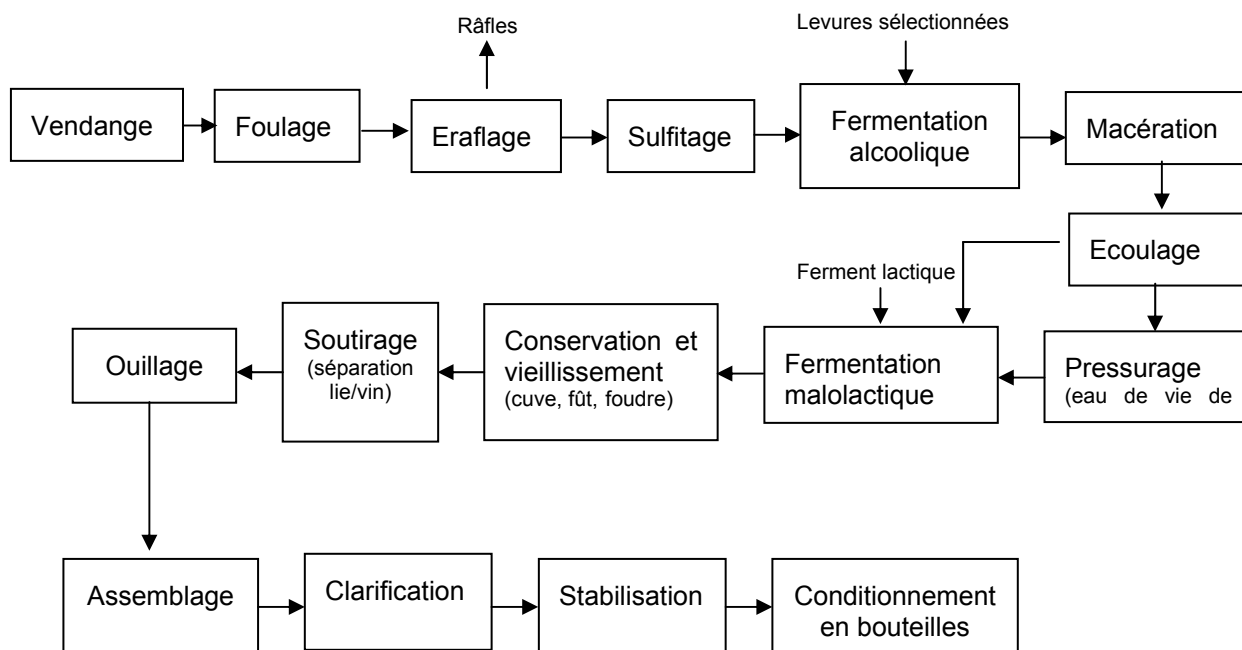 Râfles
Levures sélectionnées
Vendange
Foulage
Eraflage
Sulfitage
Fermentation
alcoolique
Macération
Ecoulage
Ferment lactique
Pressurage
(eau de vie de
Fermentation
malolactique
Conservation et
vieillissement
(cuve, fût, foudre)
Soutirage
(séparation
lie/vin)
Ouillage
Assemblage
Clarification
Stabilisation
Conditionnement
en bouteilles